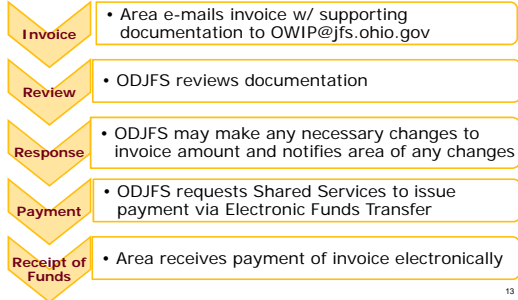 Invoice
• Area e-mails invoice w/ supporting
documentation to OWIP@jfs.ohio.gov
Review
• ODJFS reviews documentation
Response
• ODJFS may make any necessary changes to
invoice amount and notifies area of any changes
Payment
• ODJFS requests Shared Services to issue
payment via Electronic Funds Transfer
Receipt of
Funds
• Area receives payment of invoice electronically
13